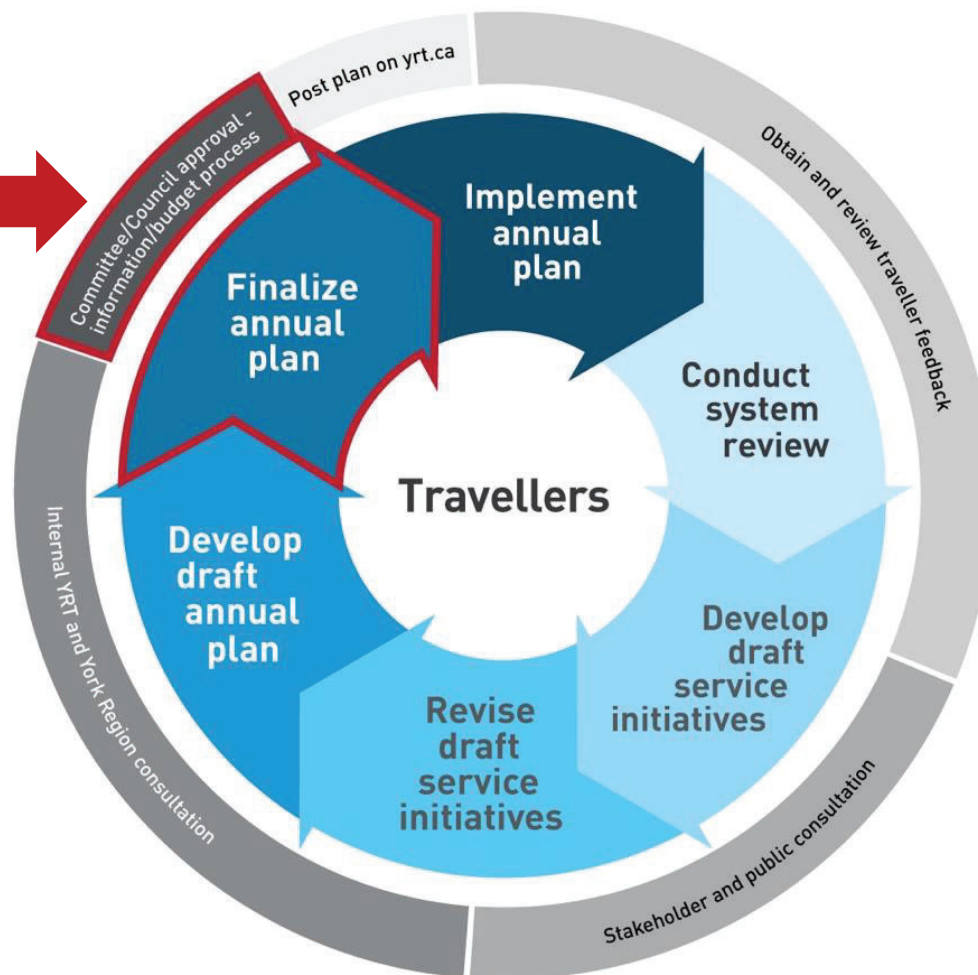 Post plan on yrt.ca
Obtain and review traveller feedback
Stakeholder and public consultation
Internal YRT and York Region consultation
Committee/Council approval -
information/budget process
Implement
annual
plan
Conduct
system
review
Develop
draft
service
initiatives
Revise
draft
service
initiatives
Develop
draft
annual
plan
Finalize
annual
plan
Travellers